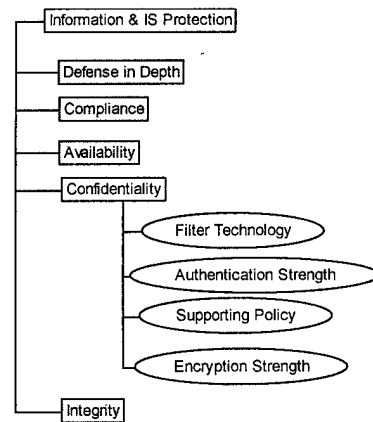 Information & IS Protection
Defense in Depth
Compliance
Availability
Confidentiality
Filter Technology
Authentication Strength
Supporting Policy
Encryption Strength
Integrity